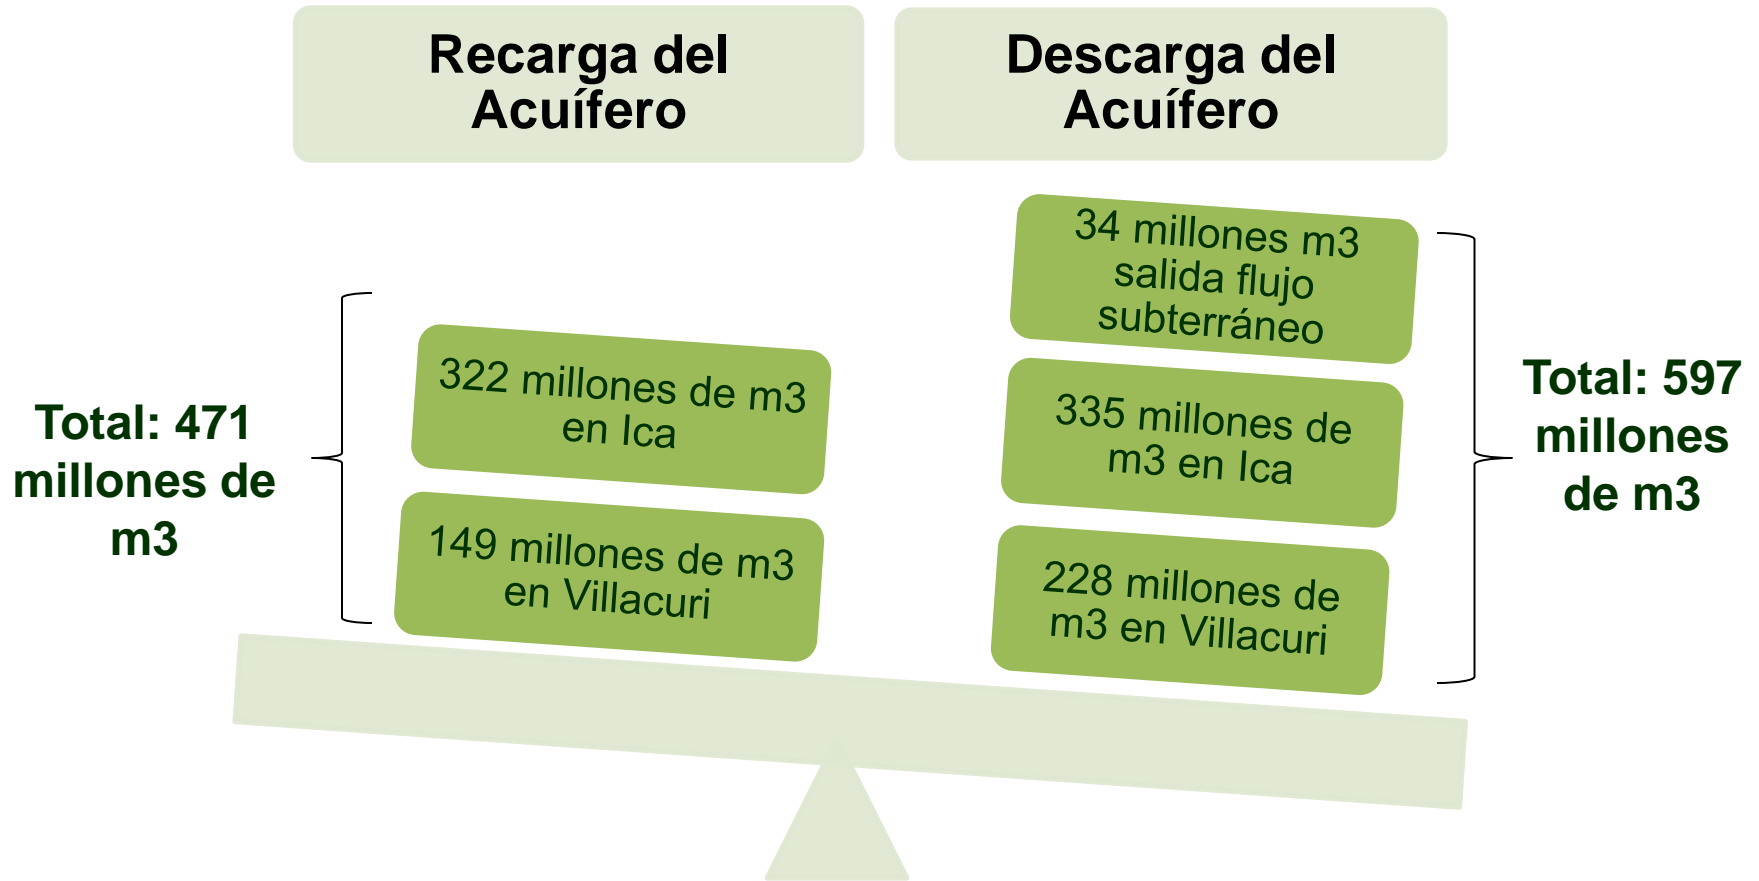 Recarga del
Acuífero
Descarga del
Acuífero
Total: 471
millones de
m3
322 millones de m3
en Ica
149 millones de m3
en Villacuri
34 millones m3
salida flujo
subterráneo
335 millones de
m3 en Ica
228 millones de
m3 en Villacuri
Total: 597
millones
de m3